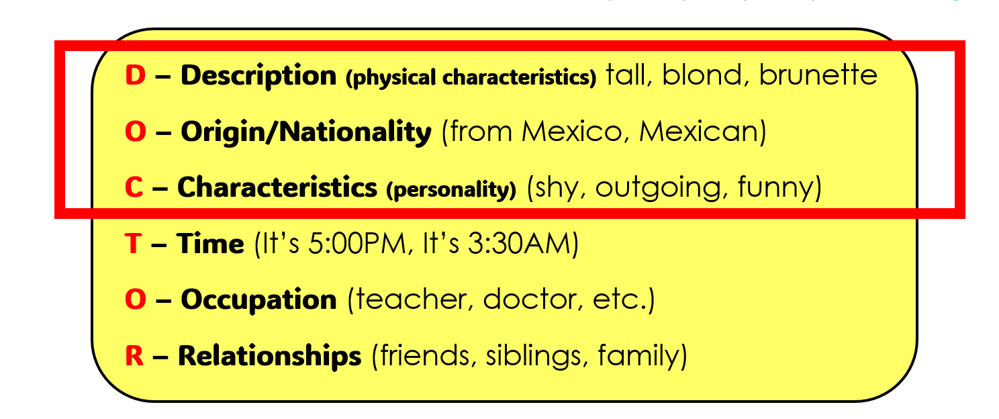 D – Description (physical characteristics) tall, blond, brunette
O – Origin/Nationality (from Mexico, Mexican)
C – Characteristics (personality) (shy, outgoing, funny)
T – Time (It’s 5:00PM, It’s 3:30AM)
O – Occupation (teacher, doctor, etc.)
R – Relationships (friends, siblings, family)